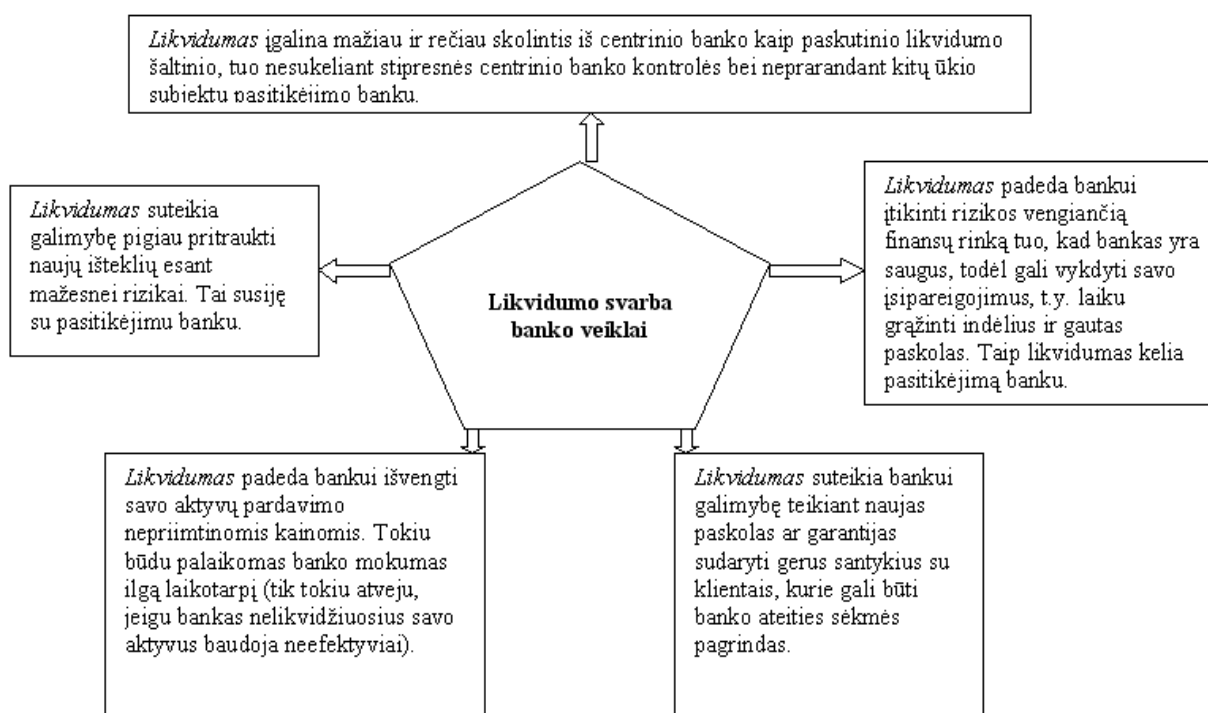 Likvidumas įgalina mažiau ir rečiau skolintis iš centrinio banko kaip paskutinio likvidumo
šaltinio, tuo nesukeliant stipresnės centrinio banko kontrolės bei neprarandant kitų ūkio
subjektu pasitikėjimo banku.
Likvidumas suteikia
galimybę pigiau pritraukti
naujų išteklių esant
mažesnei rizikai. Tai susiję
su pasitikėjimu banku.
Likvidumo svarba
banko veiklai
Likvidumas padeda bankui
įtikinti rizikos vengiančią
finansų rinką tuo, kad bankas yra
saugus, todėl gali vykdyti savo
įsipareigojimus, t.y. laiku
grąžinti indėlius ir gautas
paskolas. Taip likvidumas kelia
pasitikėjimą banku.
Likvidumas padeda bankui išvengti
savo aktyvų pardavimo
nepriimtinomis kainomis. Tokiu
būdu palaikomas banko mokumas
ilgą laikotarpį (tik tokiu atveju,
jeigu bankas nelikvidžiuosius savo
aktyvus baudoja neefektyviai).
Likvidumas suteikia bankui
galimybę teikiant naujas
paskolas ar garantijas
sudaryti gerus santykius su
klientais, kurie gali būti
banko ateities sėkmės
pagrindas.